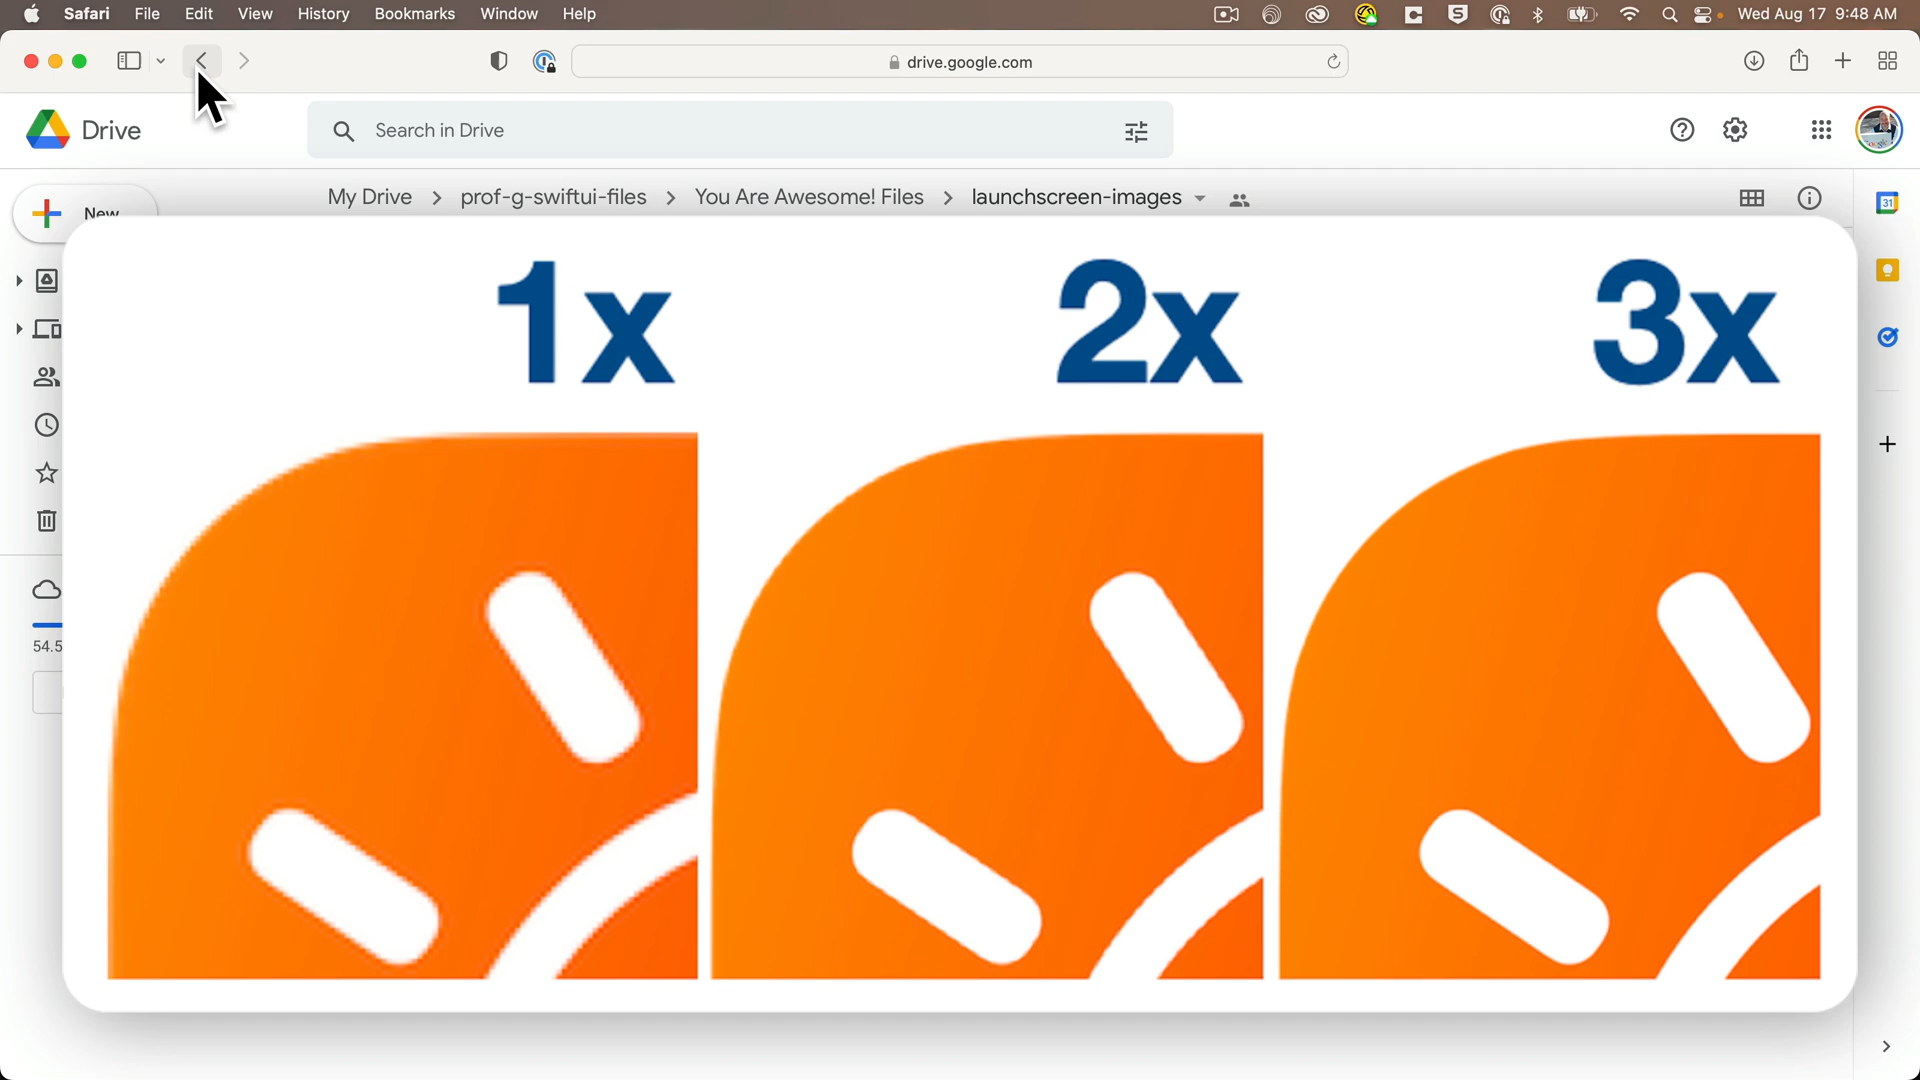 Safari File Edit View History Bookmarks Window Help Wed Aug 17 9:48 AM
drive.google.com
Drive
Search in Drive
My Drive prof-g-swiftui-files You Are Awesome! Files launchscreen-images
New
31
1x 2x 3x
54.5